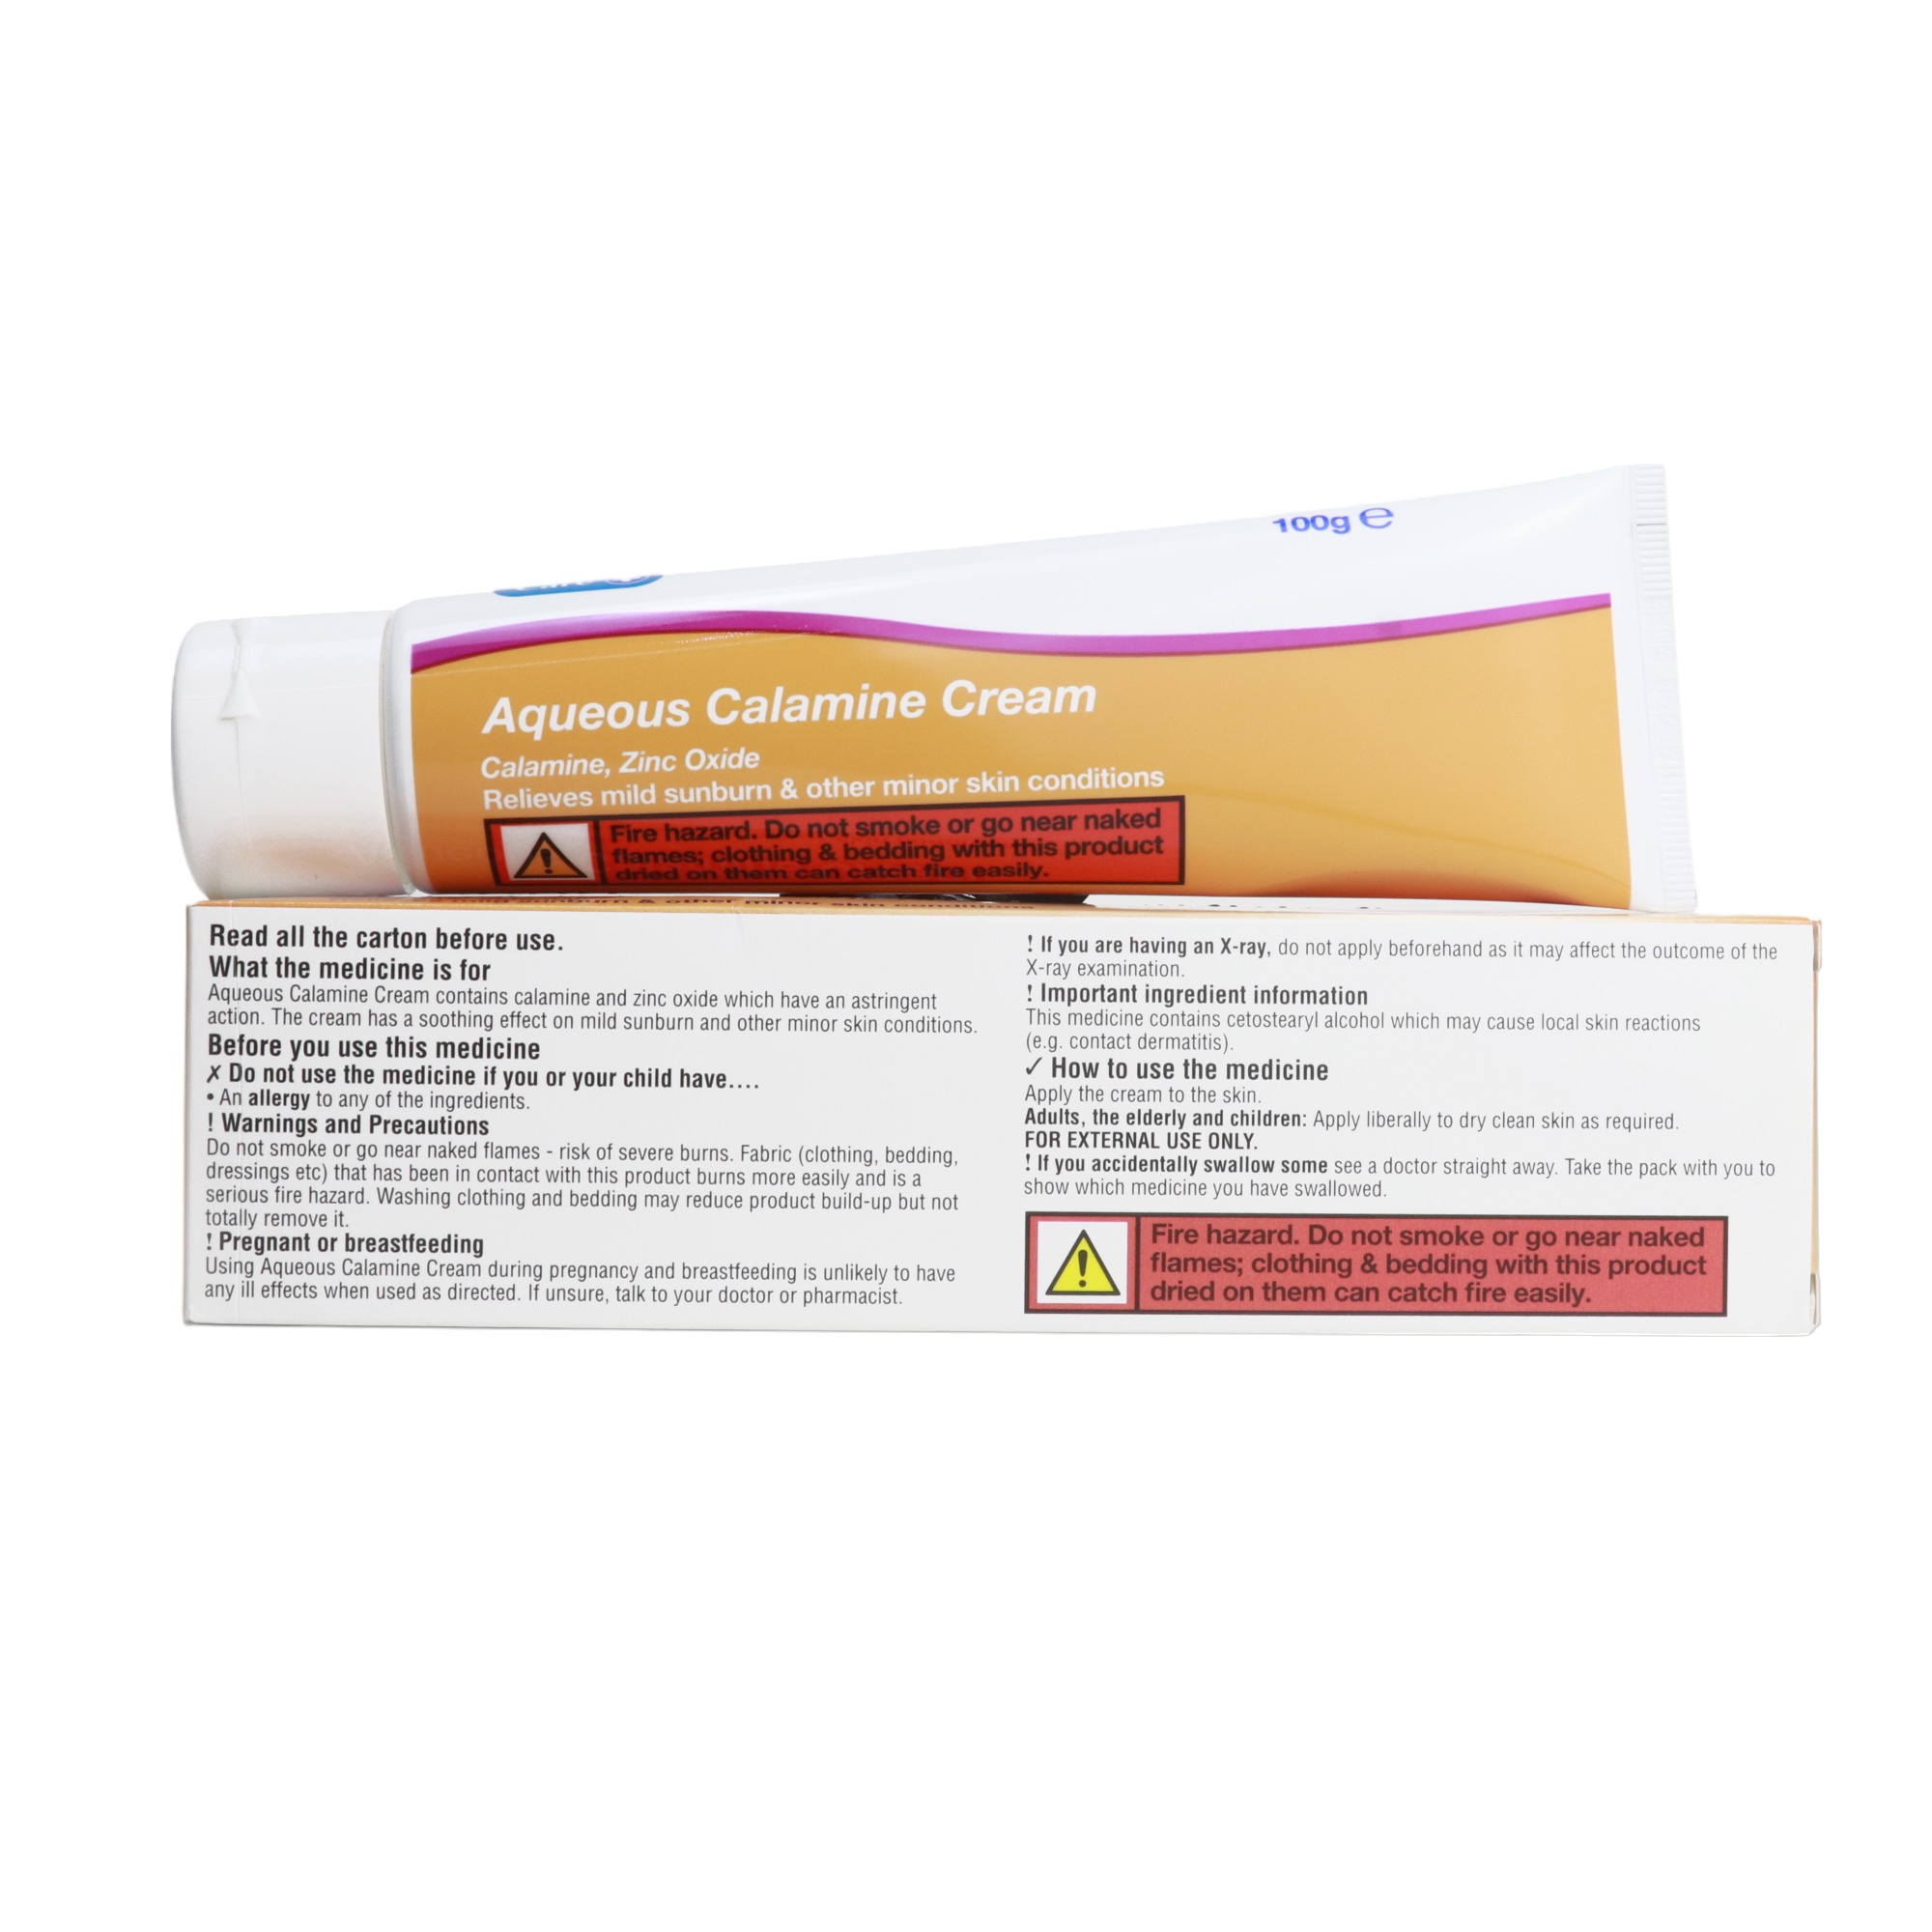 100g ℮
Aqueous Calamine Cream
Calamine, Zinc Oxide
Relieves mild sunburn & other minor skin conditions
Fire hazard. Do not smoke or go near naked
flames; clothing & bedding with this product
dried on them can catch fire easily.
mild sunburn & other minor skin conditions
Read all the carton before use.
What the medicine is for
Aqueous Calamine Cream contains calamine and zinc oxide which have an astringent
action. The cream has a soothing effect on mild sunburn and other minor skin conditions.
Before you use this medicine
✗ Do not use the medicine if you or your child have....
• An allergy to any of the ingredients.
! Warnings and Precautions
Do not smoke or go near naked flames - risk of severe burns. Fabric (clothing, bedding,
dressings etc) that has been in contact with this product burns more easily and is a
serious fire hazard. Washing clothing and bedding may reduce product build-up but not
totally remove it.
! Pregnant or breastfeeding
Using Aqueous Calamine Cream during pregnancy and breastfeeding is unlikely to have
any ill effects when used as directed. If unsure, talk to your doctor or pharmacist.
! If you are having an X-ray, do not apply beforehand as it may affect the outcome of the
X-ray examination.
! Important ingredient information
This medicine contains cetostearyl alcohol which may cause local skin reactions
(e.g. contact dermatitis).
✓ How to use the medicine
Apply the cream to the skin.
Adults, the elderly and children: Apply liberally to dry clean skin as required.
FOR EXTERNAL USE ONLY.
! If you accidentally swallow some see a doctor straight away. Take the pack with you to
show which medicine you have swallowed.
Fire hazard. Do not smoke or go near naked
flames; clothing & bedding with this product
dried on them can catch fire easily.